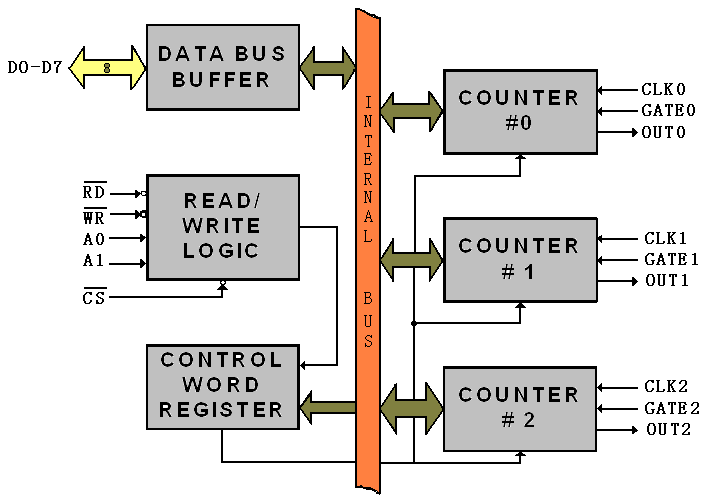 DATA BUS
BUFFER
D0-D7
8
READ/
WRITE
LOGIC
RD
WR
A0
A1
CS
CONTROL
WORD
REGISTER
INTERNAL BUS
COUNTER
#0
CLK0
GATE0
OUT0
COUNTER
# 1
CLK1
GATE1
OUT1
COUNTER
# 2
CLK2
GATE2
OUT2